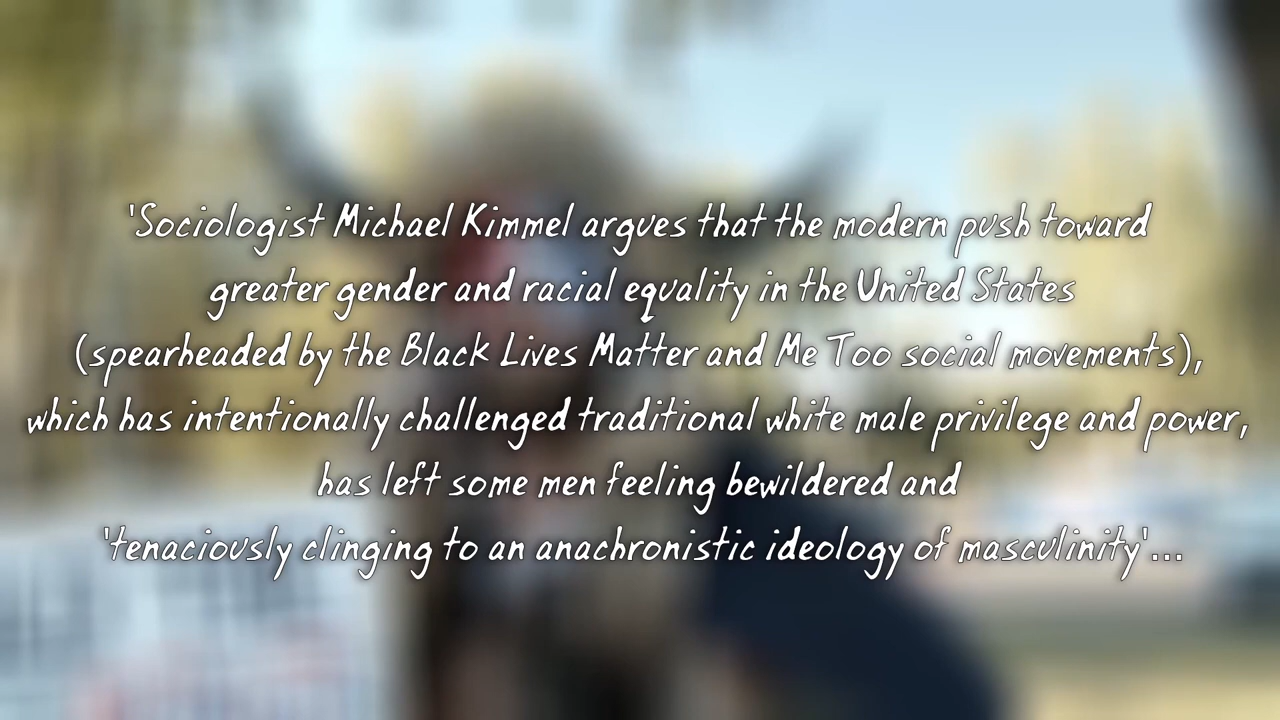 'Sociologist Michael Kimmel argues that the modern push toward
greater gender and racial equality in the United States
(spearheaded by the Black Lives Matter and Me Too social movements),
which has intentionally challenged traditional white male privilege and power,
has left some men feeling bewildered and
'tenaciously clinging to an anachronistic ideology of masculinity'...